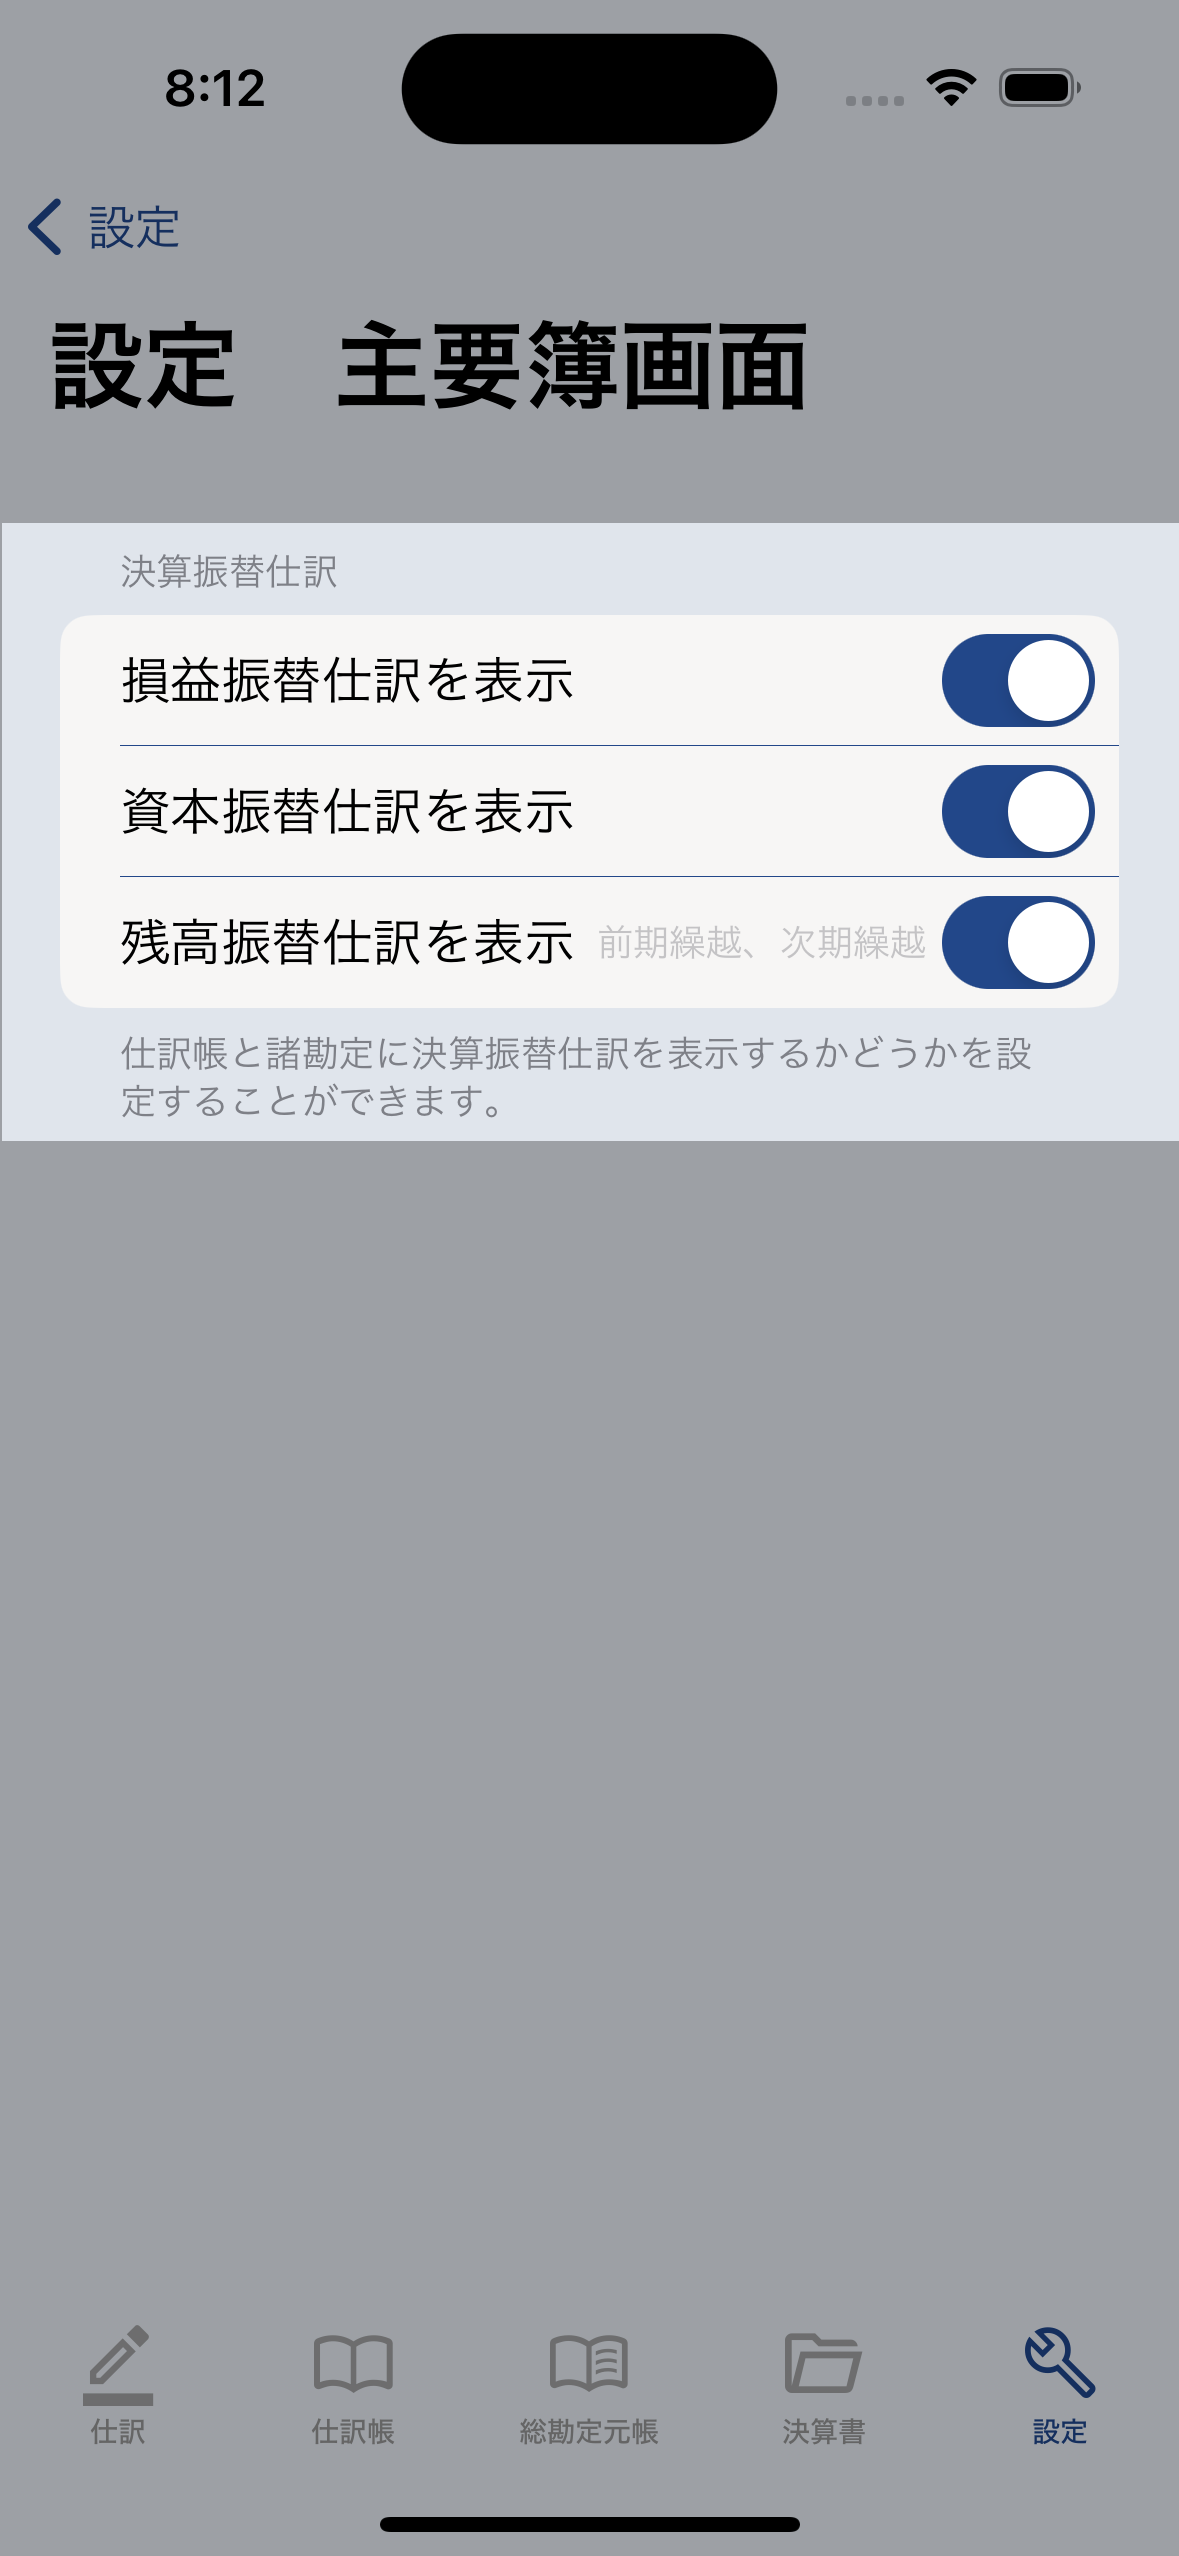 8:12
設定
設定　主要簿画面
決算振替仕訳
損益振替仕訳を表示
資本振替仕訳を表示
残高振替仕訳を表示 前期繰越、次期繰越
仕訳帳と諸勘定に決算振替仕訳を表示するかどうかを設
定することができます。
仕訳 仕訳帳 総勘定元帳 決算書 設定